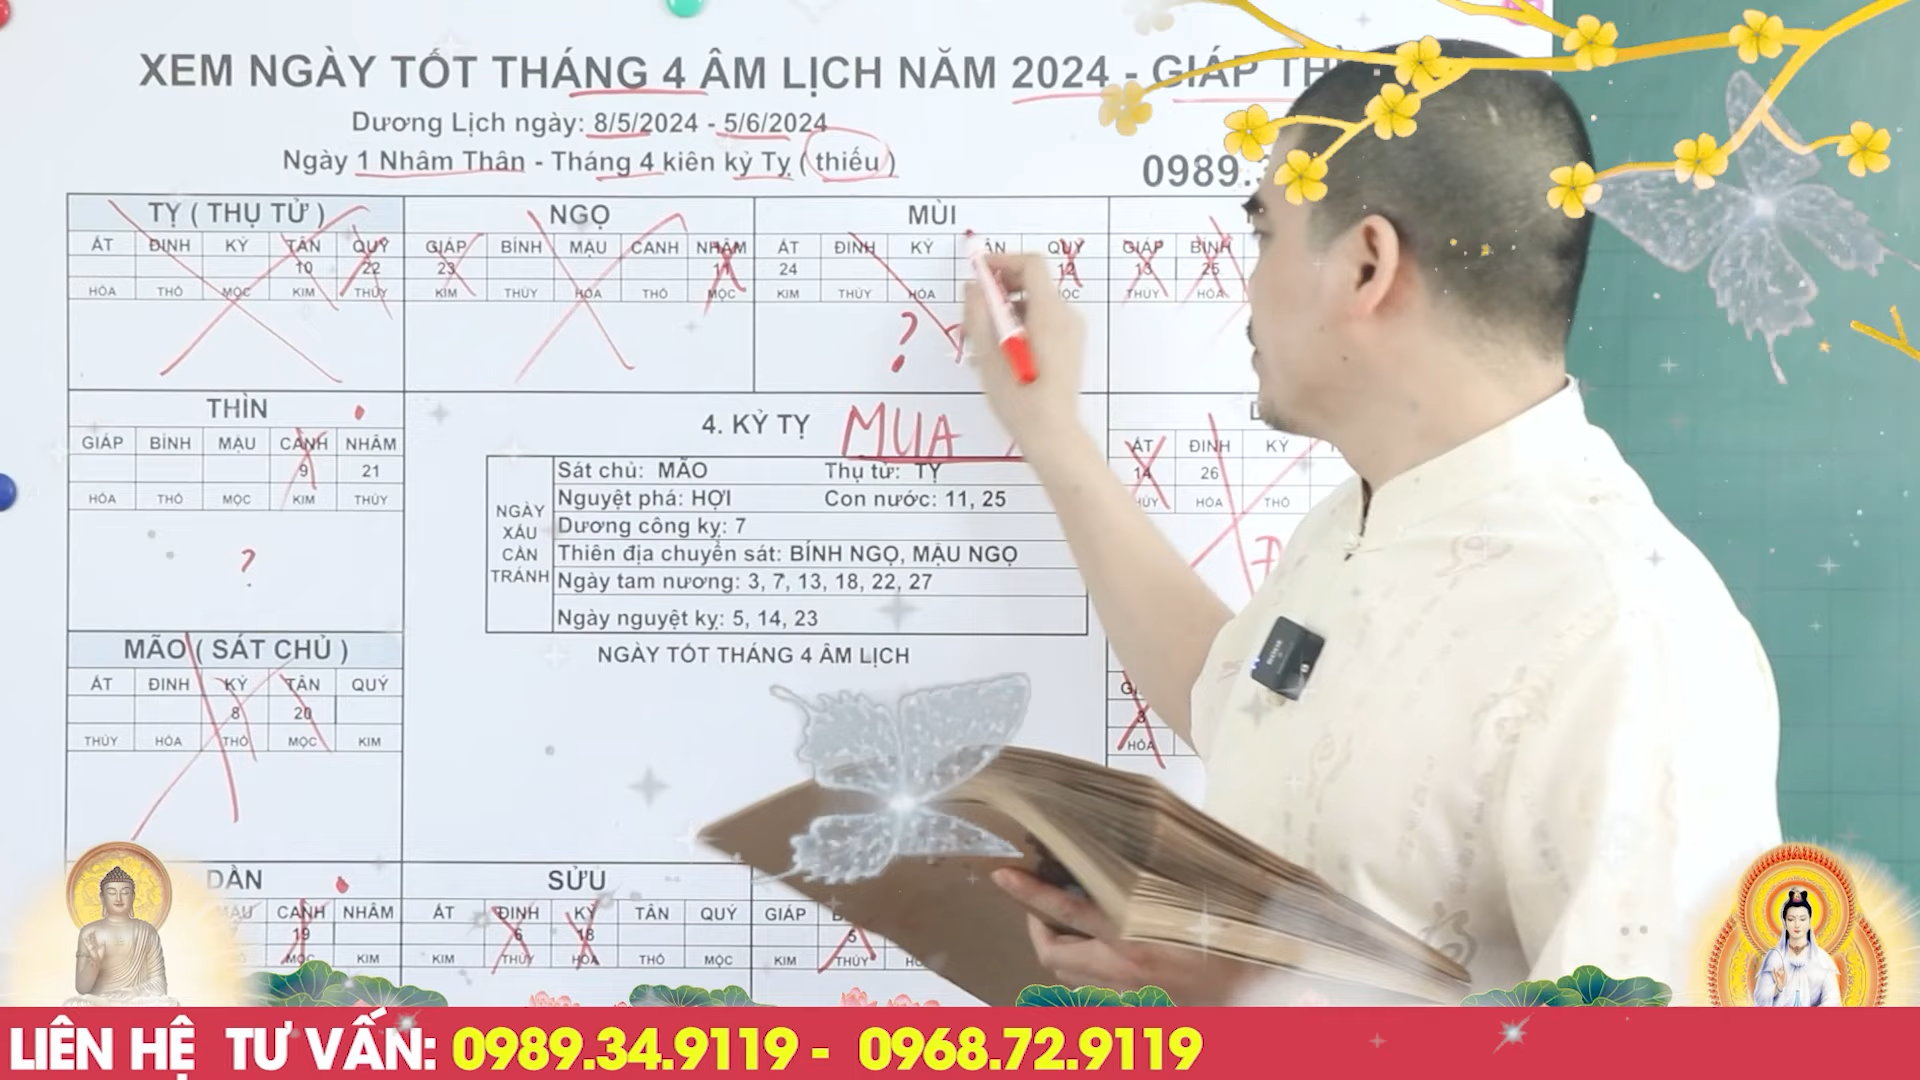 XEM NGÀY TỐT THÁNG 4 ÂM LỊCH NĂM 2024 - GIÁP
Dương Lịch ngày: 8/5/2024 - 5/6/2024
Ngày 1 Nhâm Thân - Tháng 4 kiên kỷ Tỵ ( thiếu )
0989.
TỴ ( THỤ TỬ )
ẤT ĐINH KỶ TÂN QUÝ
10 22
HỎA THỔ MỘC KIM THỦY
NGỌ
GIÁP BÍNH MẬU CANH NHÂM
23 11
KIM THỦY HỎA THỔ MỘC
MÙI
ẤT ĐINH KỶ QUÝ
24 12
KIM THỦY HỎA
?
GIÁP BÍNH
13 25
THỦY HỎA
THÌN
GIÁP BÍNH MẬU CANH NHÂM
9 21
HỎA THỔ MỘC KIM THỦY
?
4. KỶ TỴ
MUA
NGÀY XẤU CẦN TRÁNH
Sát chủ: MÃO Thụ tử: TỴ
Nguyệt phá: HỢI Con nước: 11, 25
Dương công kỵ: 7
Thiên địa chuyển sát: BÍNH NGỌ, MẬU NGỌ
Ngày tam nương: 3, 7, 13, 18, 22, 27
Ngày nguyệt kỵ: 5, 14, 23
NGÀY TỐT THÁNG 4 ÂM LỊCH
ẤT ĐINH KỶ
14 26
HỎA THỔ
MÃO ( SÁT CHỦ )
ẤT ĐINH KỶ TÂN QUÝ
8 20
THỦY HỎA THỔ MỘC KIM
3
HỎA
DẦN
MẬU CANH NHÂM
19
MỘC KIM
SỬU
ẤT ĐINH KỶ TÂN QUÝ
6 18
KIM THỦY HỎA THỔ MỘC
GIÁP
5
KIM THỦY
LIÊN HỆ TƯ VẤN: 0989.34.9119 - 0968.72.9119